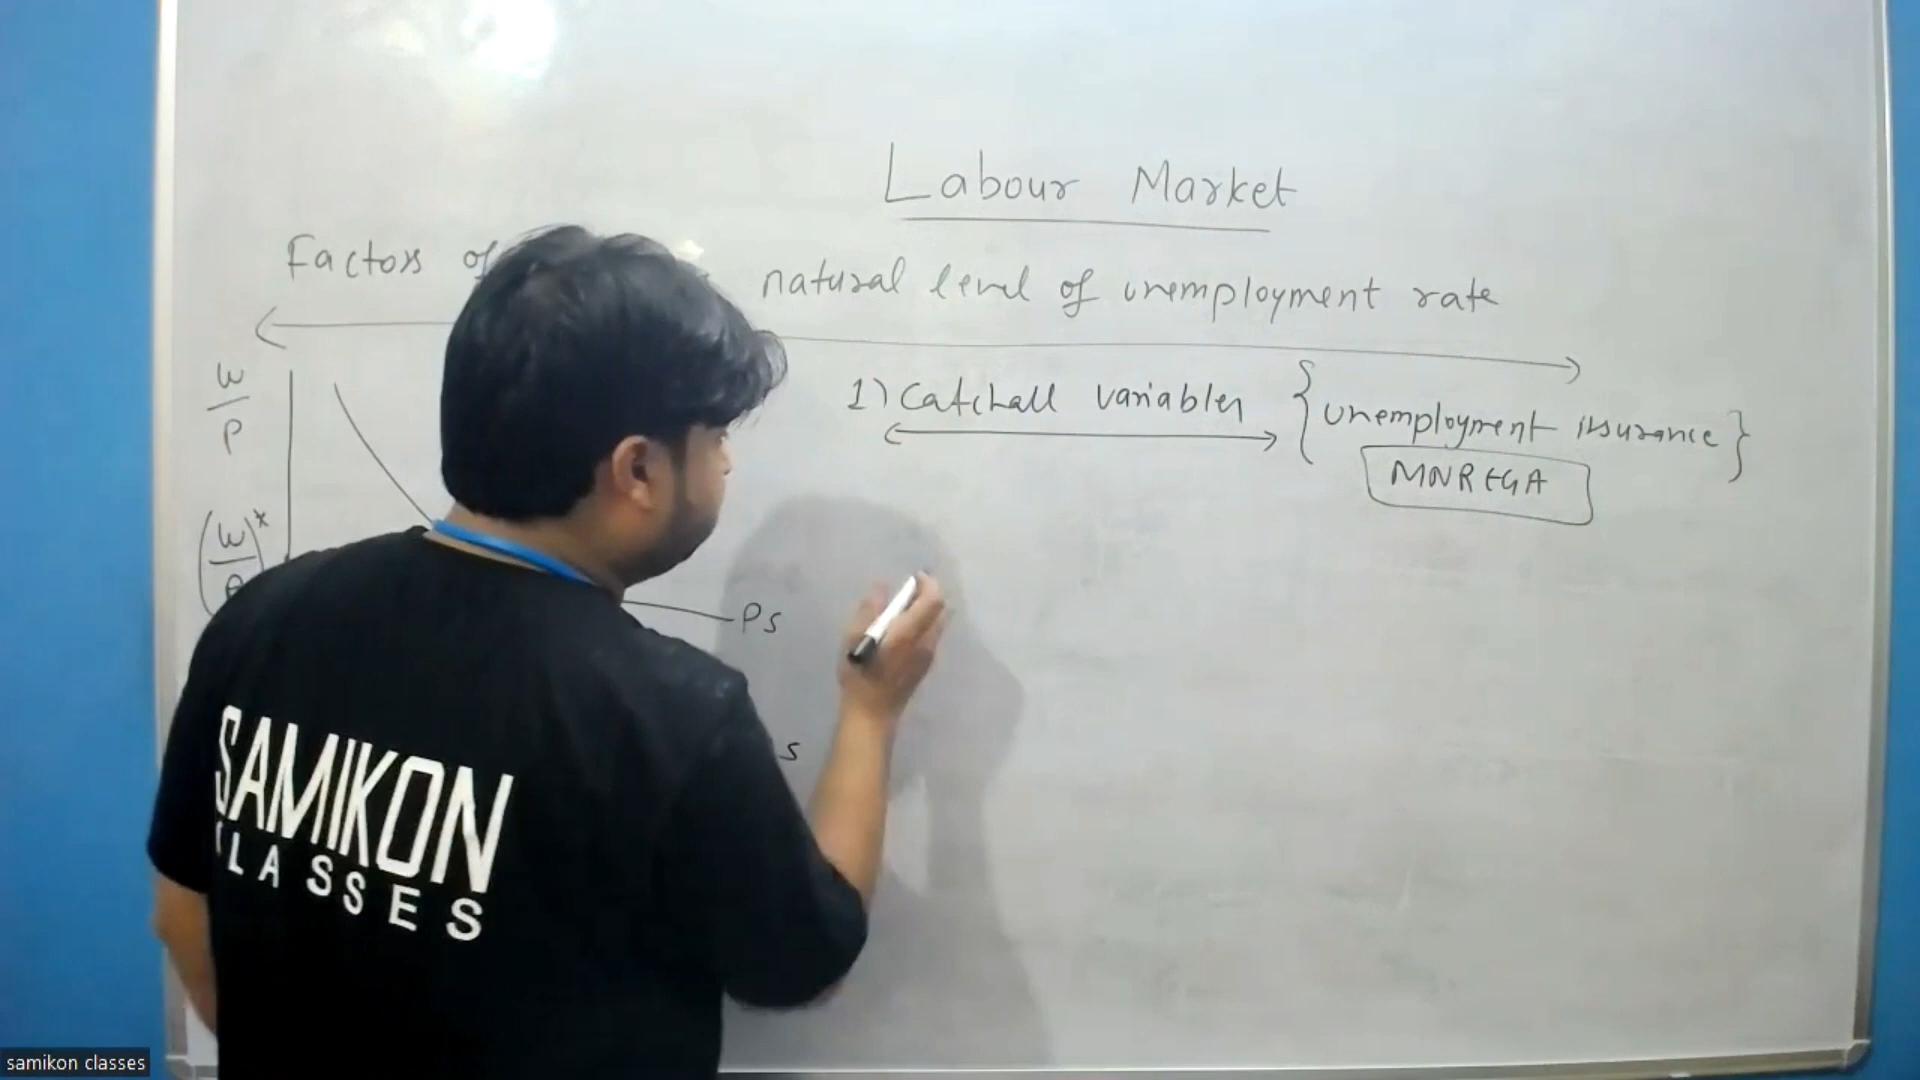 Labour Market
Factors of
natural level of unemployment rate
W
P
1) Catchall variables { unemployment insurance }
MNREGA
(W)*
Ps
s
SAMIKON
CLASSES
samikon classes